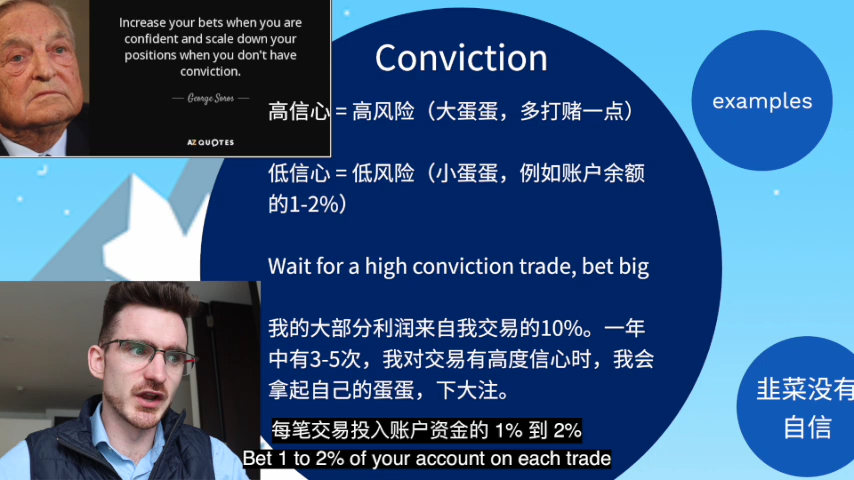 Increase your bets when you are
confident and scale down your
positions when you don't have
conviction.
— George Soros —
AZ QUOTES
Conviction
高信心 = 高风险（大蛋蛋，多打赌一点）
低信心 = 低风险（小蛋蛋，例如账户余额
的1-2%）
Wait for a high conviction trade, bet big
我的大部分利润来自我交易的10%。一年
中有3-5次，我对交易有高度信心时，我会
拿起自己的蛋蛋，下大注。
examples
韭菜没有
自信
每笔交易投入账户资金的 1% 到 2%
Bet 1 to 2% of your account on each trade